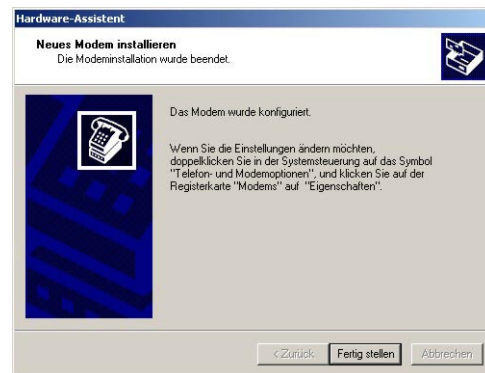 Hardware-Assistent
Neues Modem installieren
Die Modeminstallation wurde beendet.
Das Modem wurde konfiguriert.
Wenn Sie die Einstellungen ändern möchten,
doppelklicken Sie in der Systemsteuerung auf das Symbol
"Telefon- und Modemoptionen", und klicken Sie auf der
Registerkarte "Modems" auf "Eigenschaften".
< Zurück
Fertig stellen
Abbrechen